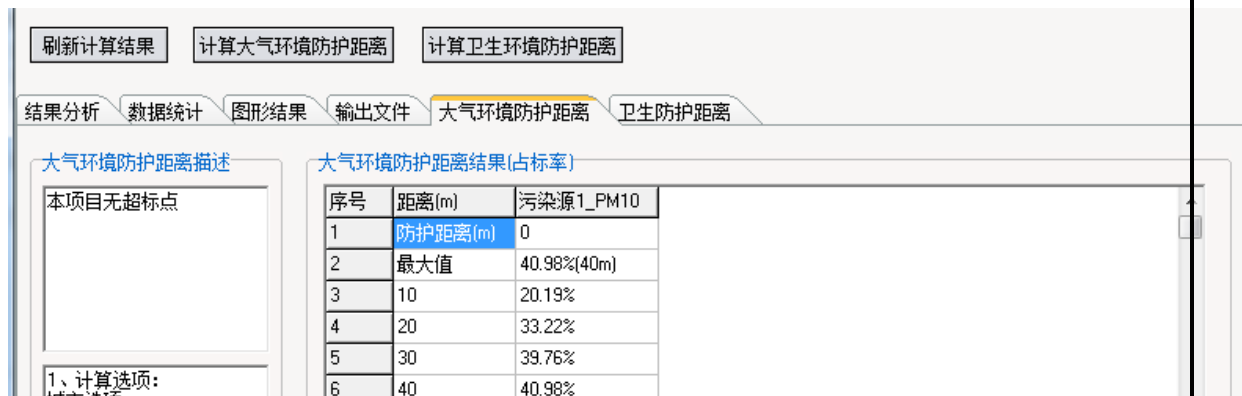 刷新计算结果 计算大气环境防护距离 计算卫生环境防护距离
结果分析 数据统计 图形结果 输出文件 大气环境防护距离 卫生防护距离
大气环境防护距离描述
本项目无超标点
1、计算选项:
大气环境防护距离结果(占标率)
序号 距离(m) 污染源1_PM10
1 防护距离(m) 0
2 最大值 40.98%(40m)
3 10 20.19%
4 20 33.22%
5 30 39.76%
6 40 40.98%